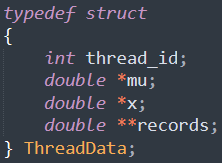 typedef struct
{
    int thread_id;
    double *mu;
    double *x;
    double **records;
} ThreadData;